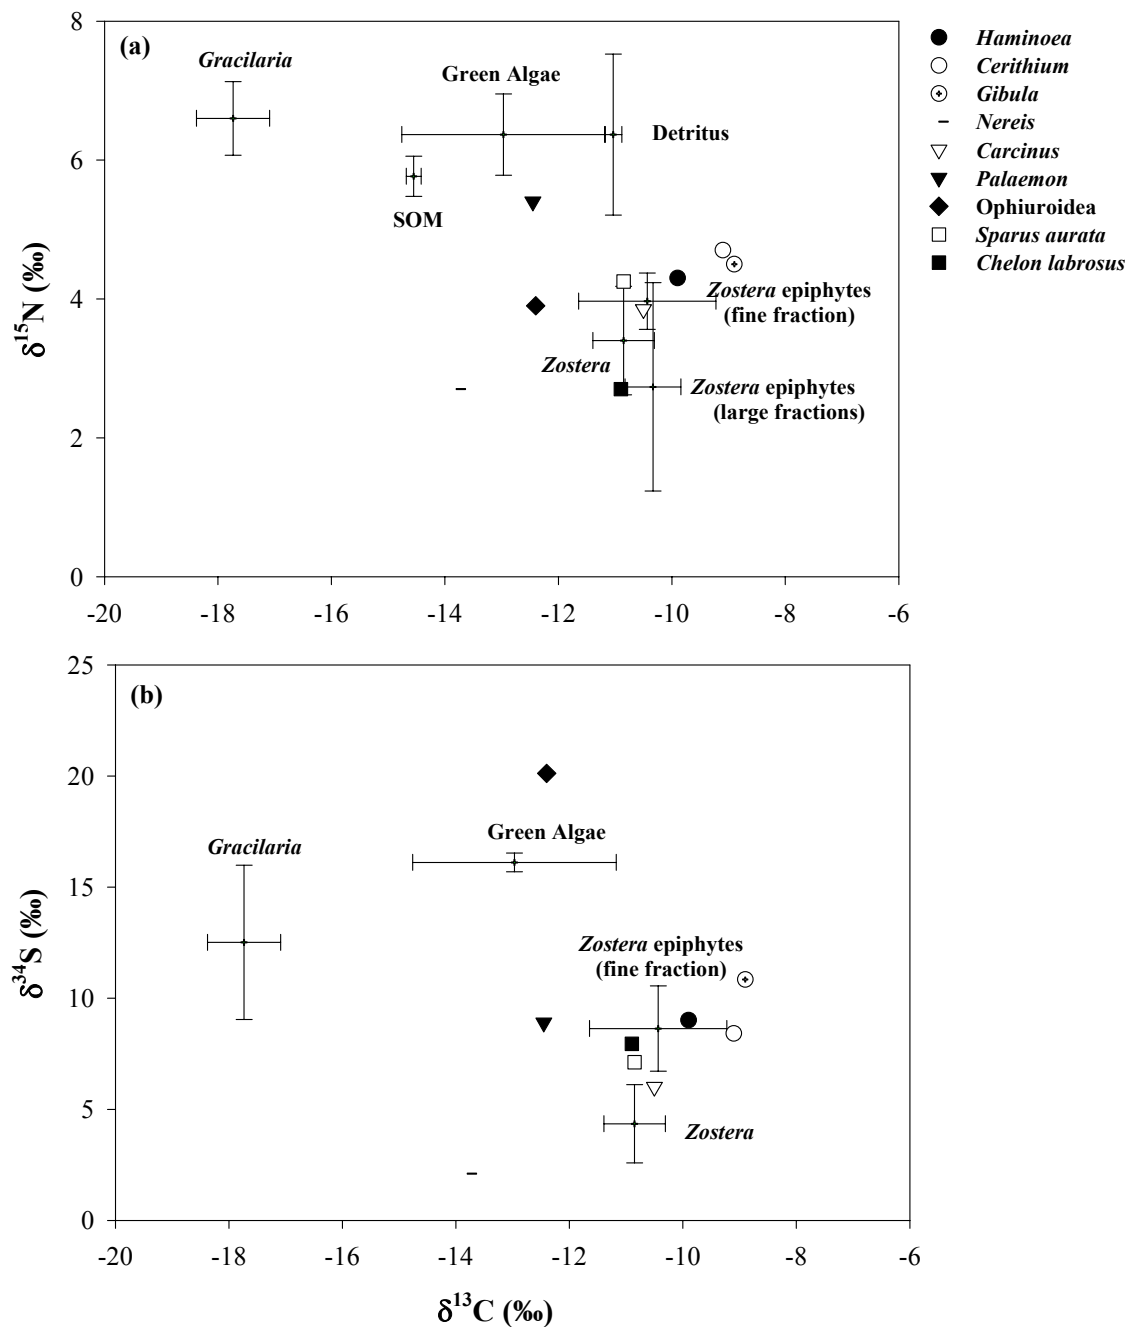 8
(a)
Gracilaria
Green Algae
Detritus
6
SOM
4
Zostera epiphytes
(fine fraction)
Zostera
Zostera epiphytes
(large fractions)
2
0
δ15N (‰)
-20 -18 -16 -14 -12 -10 -8 -6
Haminoea
Cerithium
Gibula
Nereis
Carcinus
Palaemon
Ophiuroidea
Sparus aurata
Chelon labrosus
25
(b)
20
Green Algae
Gracilaria
15
Zostera epiphytes
(fine fraction)
10
5
Zostera
0
δ34S (‰)
-20 -18 -16 -14 -12 -10 -8 -6
δ13C (‰)